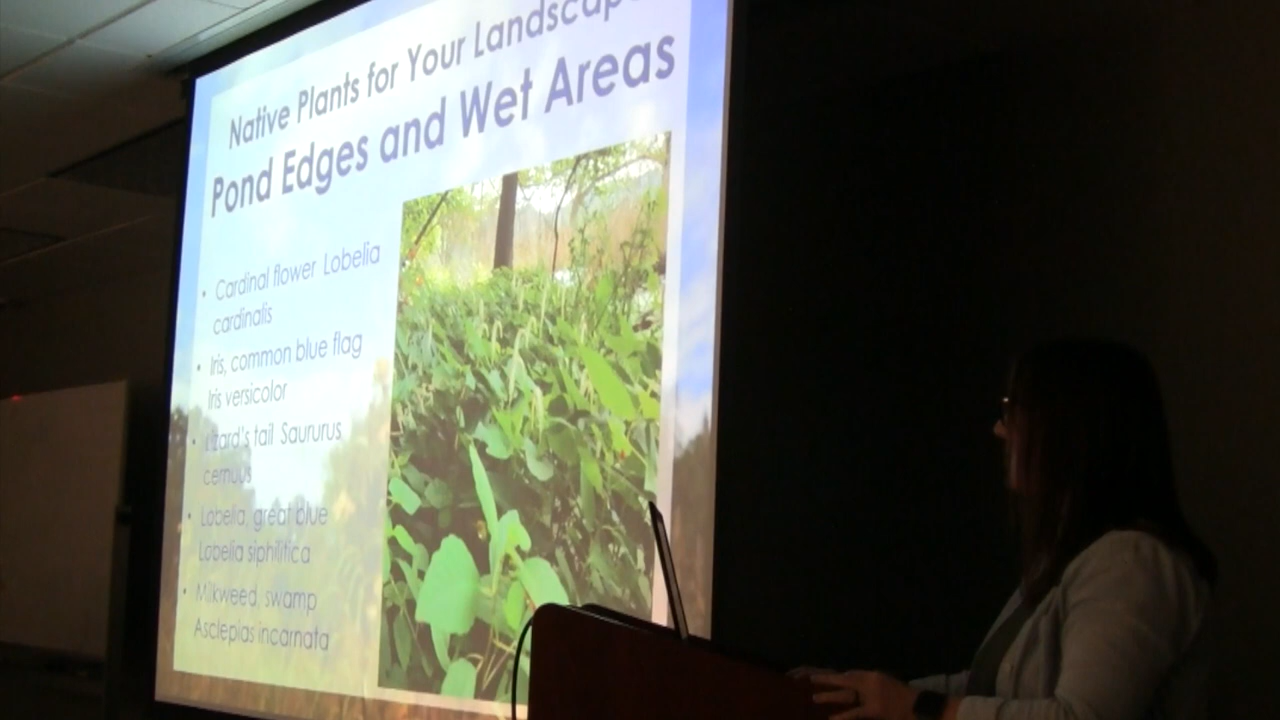 Native Plants for Your Landscape
Pond Edges and Wet Areas
• Cardinal flower Lobelia
cardinalis
• Iris, common blue flag
Iris versicolor
• Lizard's tail Saururus
cernuus
• Lobelia, great blue
Lobelia siphilitica
• Milkweed, swamp
Asclepias incarnata